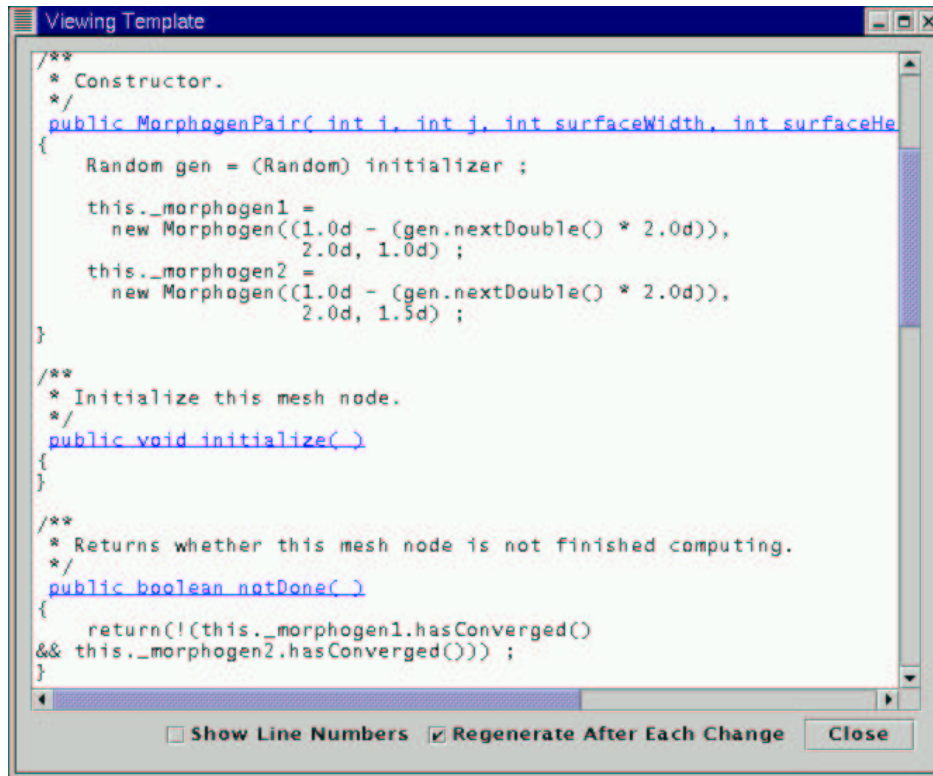 Viewing Template
/**
 * Constructor.
 */
 public MorphogenPair( int i, int j, int surfaceWidth, int surfaceHe
{
    Random gen = (Random) initializer ;

    this._morphogen1 =
      new Morphogen((1.0d - (gen.nextDouble() * 2.0d)),
                    2.0d, 1.0d) ;
    this._morphogen2 =
      new Morphogen((1.0d - (gen.nextDouble() * 2.0d)),
                    2.0d, 1.5d) ;
}

/**
 * Initialize this mesh node.
 */
 public void initialize( )
{
}

/**
 * Returns whether this mesh node is not finished computing.
 */
 public boolean notDone( )
{
    return(!(this._morphogen1.hasConverged()
&& this._morphogen2.hasConverged())) ;
}
Show Line Numbers Regenerate After Each Change Close